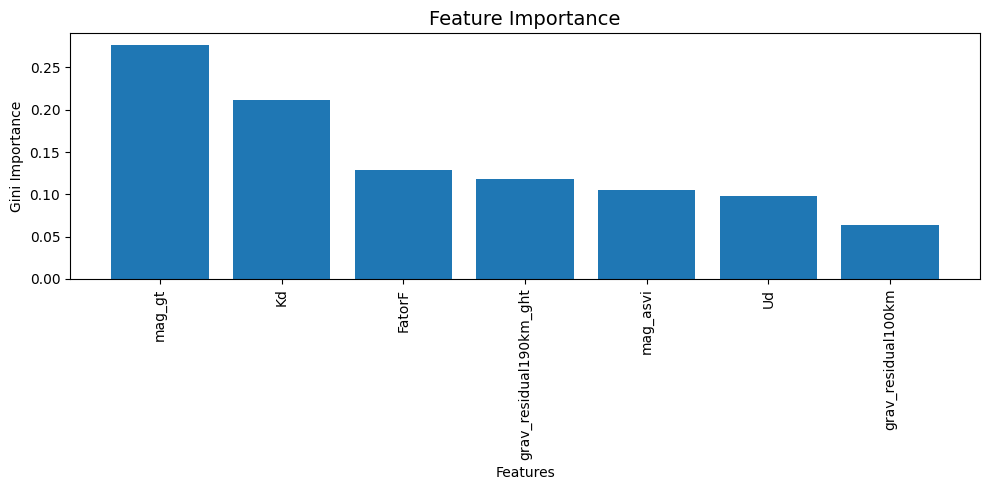 Feature Importance
Gini Importance
0.25
0.20
0.15
0.10
0.05
0.00
mag_gt
Kd
FatorF
grav_residual190km_ght
mag_asvi
Ud
grav_residual100km
Features